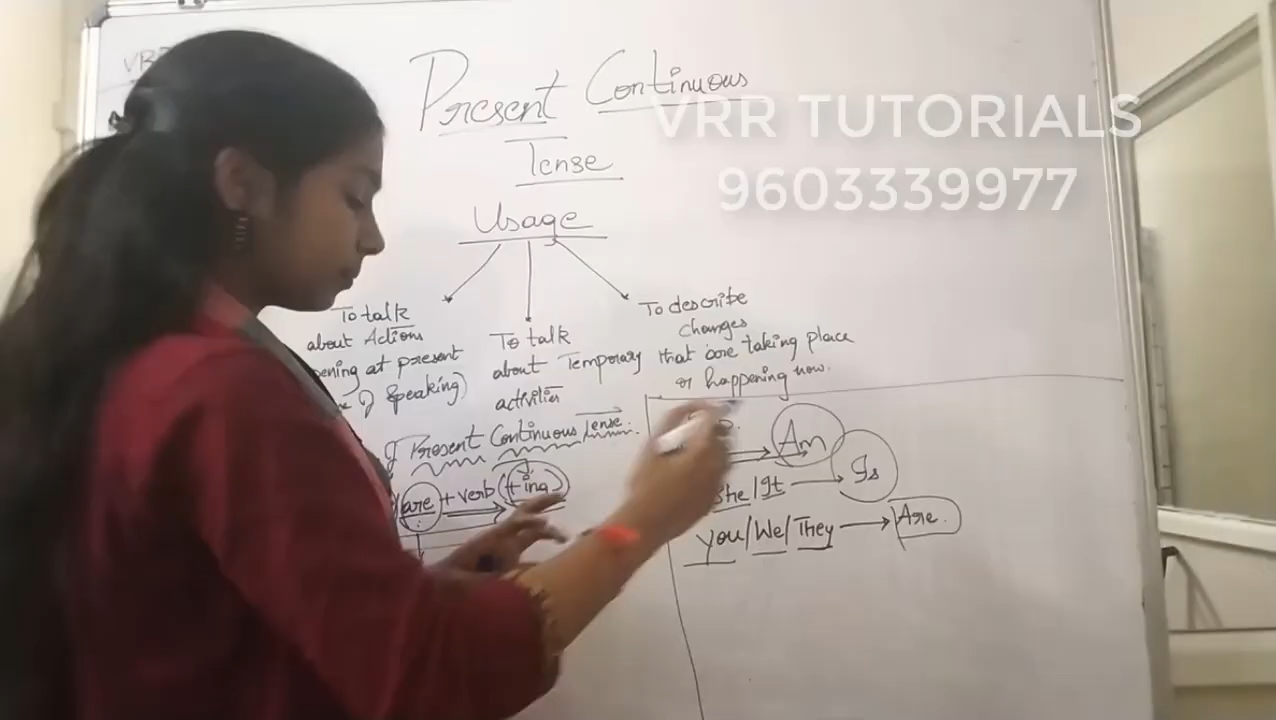 Present Continuous
Tense
VRR TUTORIALS
9603339977
Usage
To talk
about Actions
pening at present
Speaking)
To talk
about Temporary
activities
To describe
changes
that are taking place
or happening now.
Present Continuous Tense.
are + verb (+ing)
Am
She/It → Is
You/We/They → Are.